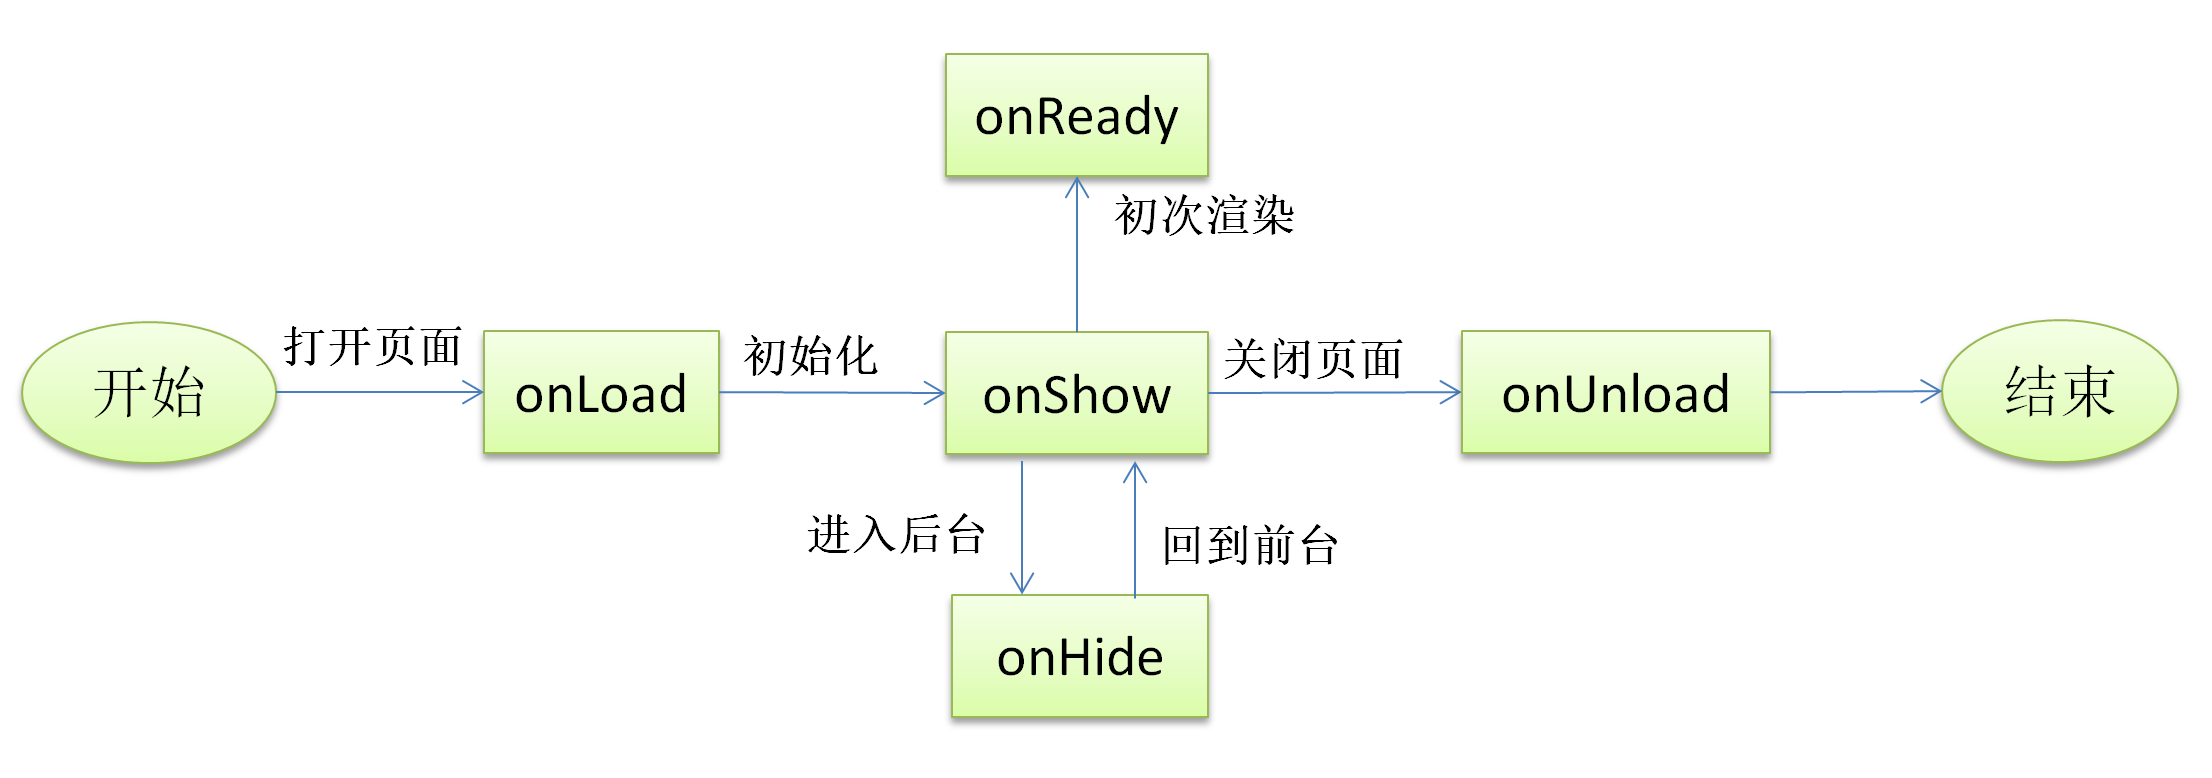 onReady
初次渲染
开始
打开页面
onLoad
初始化
onShow
关闭页面
onUnload
结束
进入后台
回到前台
onHide